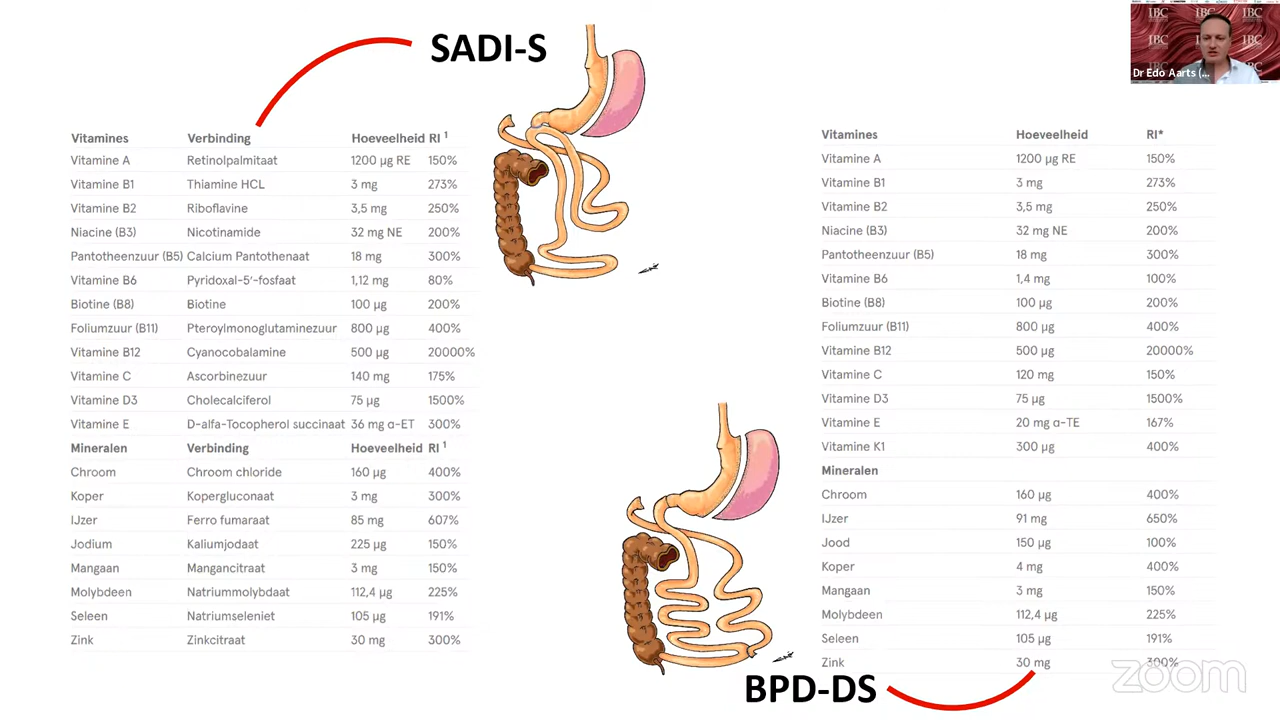 SADI-S
IBC
IBC
IBC
IBC
Dr Edo Aarts (...
Vitamines Verbinding Hoeveelheid RI 1
Vitamine A Retinolpalmitaat 1200 µg RE 150%
Vitamine B1 Thiamine HCL 3 mg 273%
Vitamine B2 Riboflavine 3,5 mg 250%
Niacine (B3) Nicotinamide 32 mg NE 200%
Pantotheenzuur (B5) Calcium Pantothenaat 18 mg 300%
Vitamine B6 Pyridoxal-5'-fosfaat 1,12 mg 80%
Biotine (B8) Biotine 100 µg 200%
Foliumzuur (B11) Pteroylmonoglutaminezuur 800 µg 400%
Vitamine B12 Cyanocobalamine 500 µg 20000%
Vitamine C Ascorbinezuur 140 mg 175%
Vitamine D3 Cholecalciferol 75 µg 1500%
Vitamine E D-alfa-Tocopherol succinaat 36 mg α-ET 300%
Mineralen Verbinding Hoeveelheid RI 1
Chroom Chroom chloride 160 µg 400%
Koper Kopergluconaat 3 mg 300%
IJzer Ferro fumaraat 85 mg 607%
Jodium Kaliumjodaat 225 µg 150%
Mangaan Mangancitraat 3 mg 150%
Molybdeen Natriummolybdaat 112,4 µg 225%
Seleen Natriumseleniet 105 µg 191%
Zink Zinkcitraat 30 mg 300%
Vitamines Hoeveelheid RI*
Vitamine A 1200 µg RE 150%
Vitamine B1 3 mg 273%
Vitamine B2 3,5 mg 250%
Niacine (B3) 32 mg NE 200%
Pantotheenzuur (B5) 18 mg 300%
Vitamine B6 1,4 mg 100%
Biotine (B8) 100 µg 200%
Foliumzuur (B11) 800 µg 400%
Vitamine B12 500 µg 20000%
Vitamine C 120 mg 150%
Vitamine D3 75 µg 1500%
Vitamine E 20 mg α-TE 167%
Vitamine K1 300 µg 400%
Mineralen
Chroom 160 µg 400%
IJzer 91 mg 650%
Jood 150 µg 100%
Koper 4 mg 400%
Mangaan 3 mg 150%
Molybdeen 112,4 µg 225%
Seleen 105 µg 191%
Zink 30 mg 300%
BPD-DS
zoom